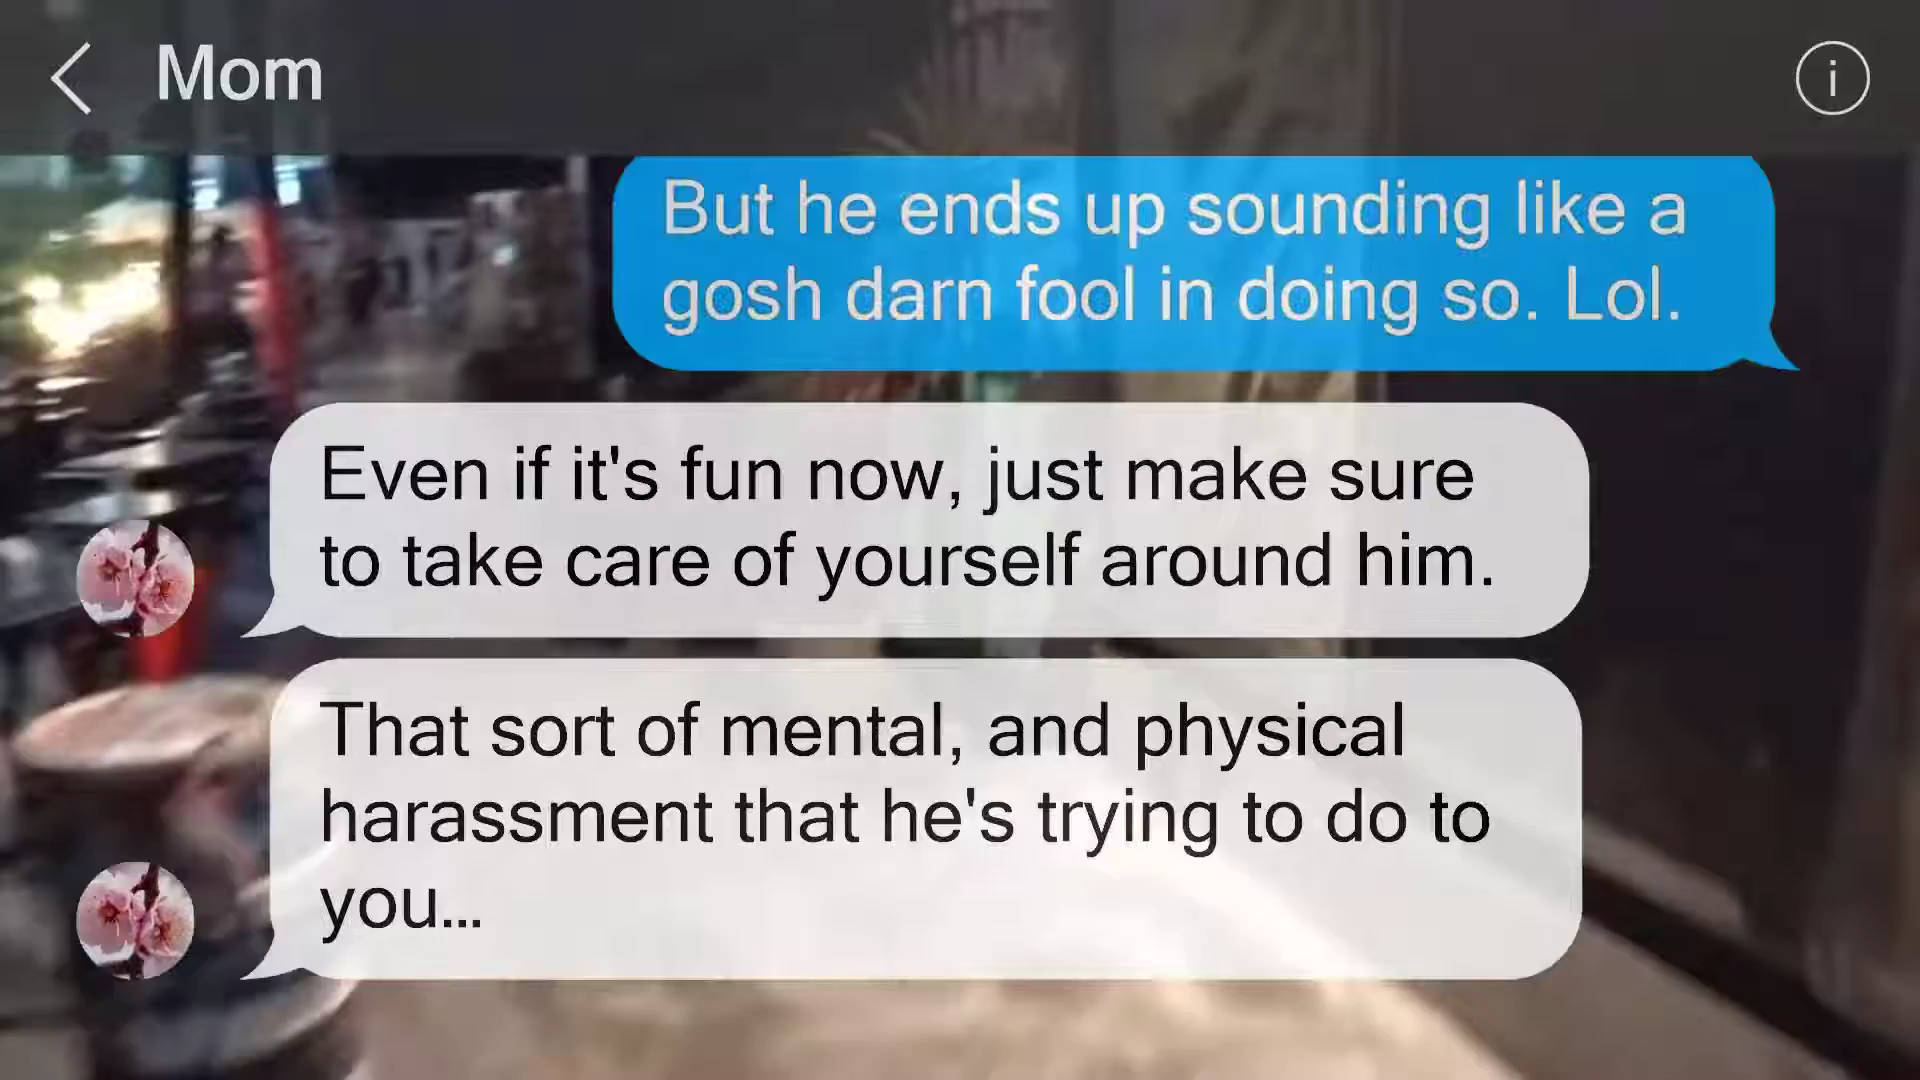 Mom
i
But he ends up sounding like a
gosh darn fool in doing so. Lol.
Even if it's fun now, just make sure
to take care of yourself around him.
That sort of mental, and physical
harassment that he's trying to do to
you...